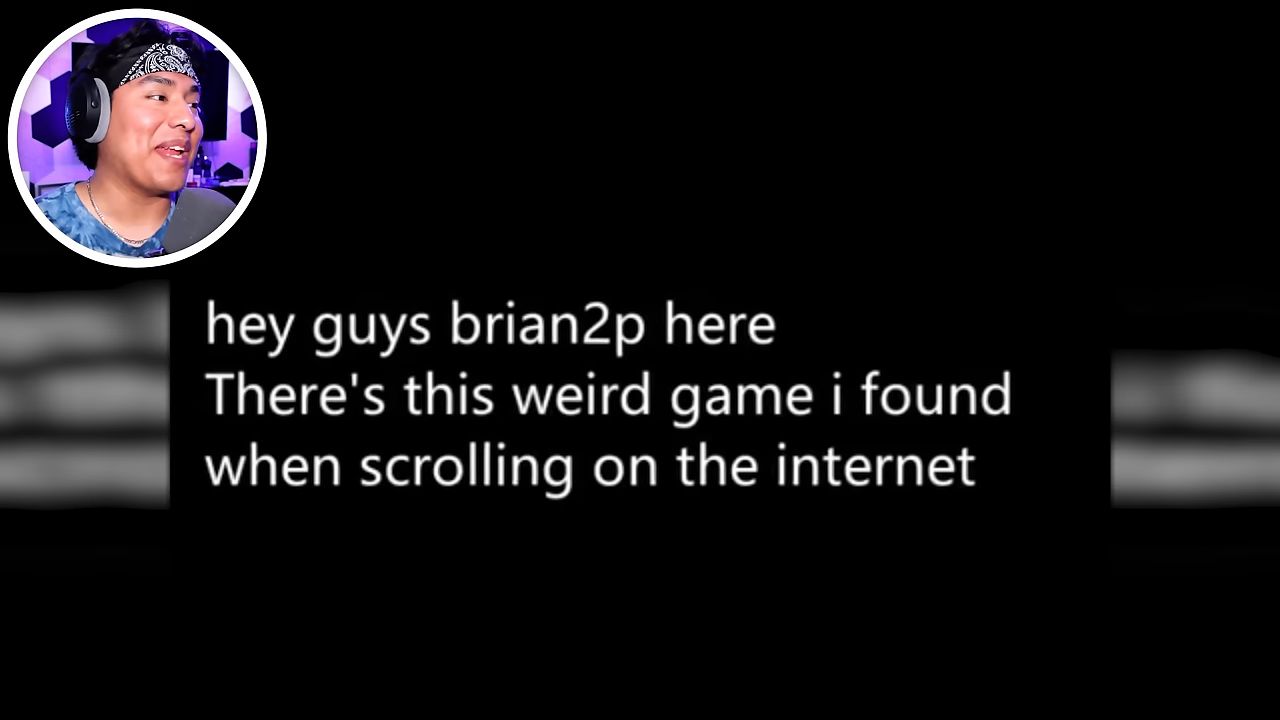 hey guys brian2p here
There's this weird game i found
when scrolling on the internet